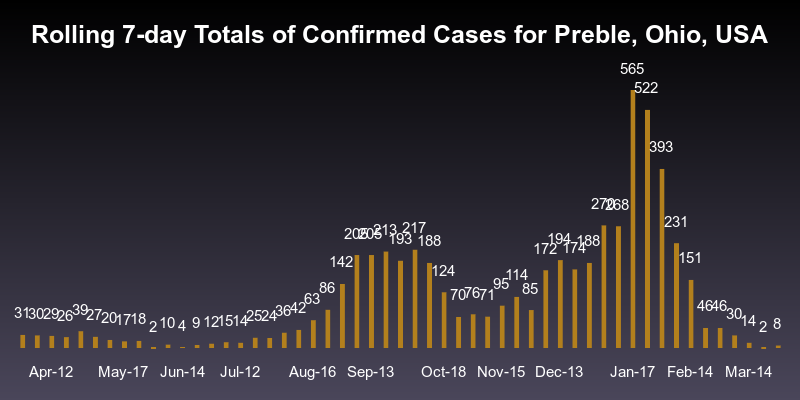 Rolling 7-day Totals of Confirmed Cases for Preble, Ohio, USA
31 30 29 26 39 27 20 17 18 2 10 4 9 12 15 14 25 24 36 42 63 86 142 205 213 193 217 188 124 70 76 71 95 114 85 172 194 174 188 270 268 565 522 393 231 151 46 46 30 14 2 8
Apr-12 May-17 Jun-14 Jul-12 Aug-16 Sep-13 Oct-18 Nov-15 Dec-13 Jan-17 Feb-14 Mar-14